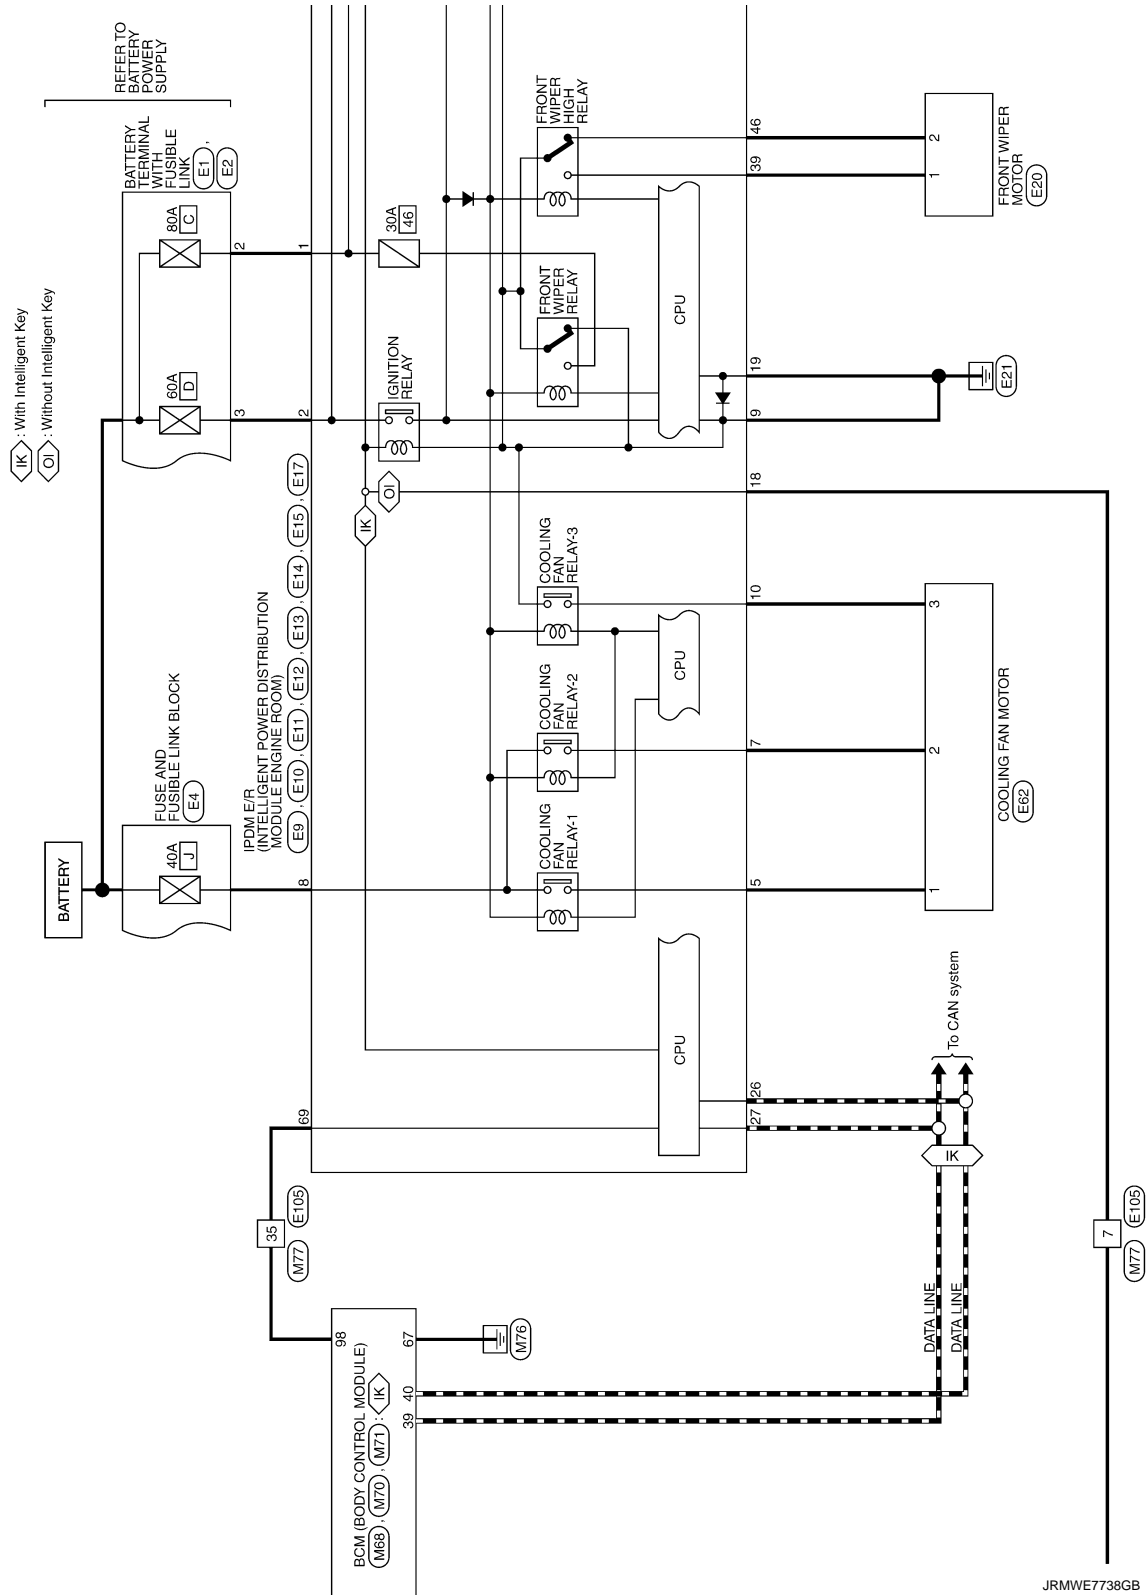 IK : With Intelligent Key
OI : Without Intelligent Key
REFER TO
BATTERY
POWER
SUPPLY
BATTERY
FUSE AND
FUSIBLE LINK BLOCK
E4
40A
J
BATTERY
TERMINAL
WITH
FUSIBLE
LINK
E1 ,
E2
60A
D
80A
C
8
3
2
2
1
IPDM E/R
(INTELLIGENT POWER DISTRIBUTION
MODULE ENGINE ROOM)
E9 , E10 , E11 , E12 , E13 , E14 , E15 , E17
69
35
M77
E105
BCM (BODY CONTROL MODULE)
M68 , M70 , M71 : IK
98
39
40
67
M76
IK
OI
IGNITION
RELAY
30A
46
COOLING
FAN
RELAY-1
COOLING
FAN
RELAY-2
COOLING
FAN
RELAY-3
FRONT
WIPER
RELAY
FRONT
WIPER
HIGH
RELAY
CPU
CPU
CPU
27
26
5
7
10
18
9
19
39
46
DATA LINE
DATA LINE
IK
To CAN system
1
2
3
COOLING FAN MOTOR
E62
E21
1
2
FRONT WIPER
MOTOR
E20
7
M77
E105
JRMWE7738GB